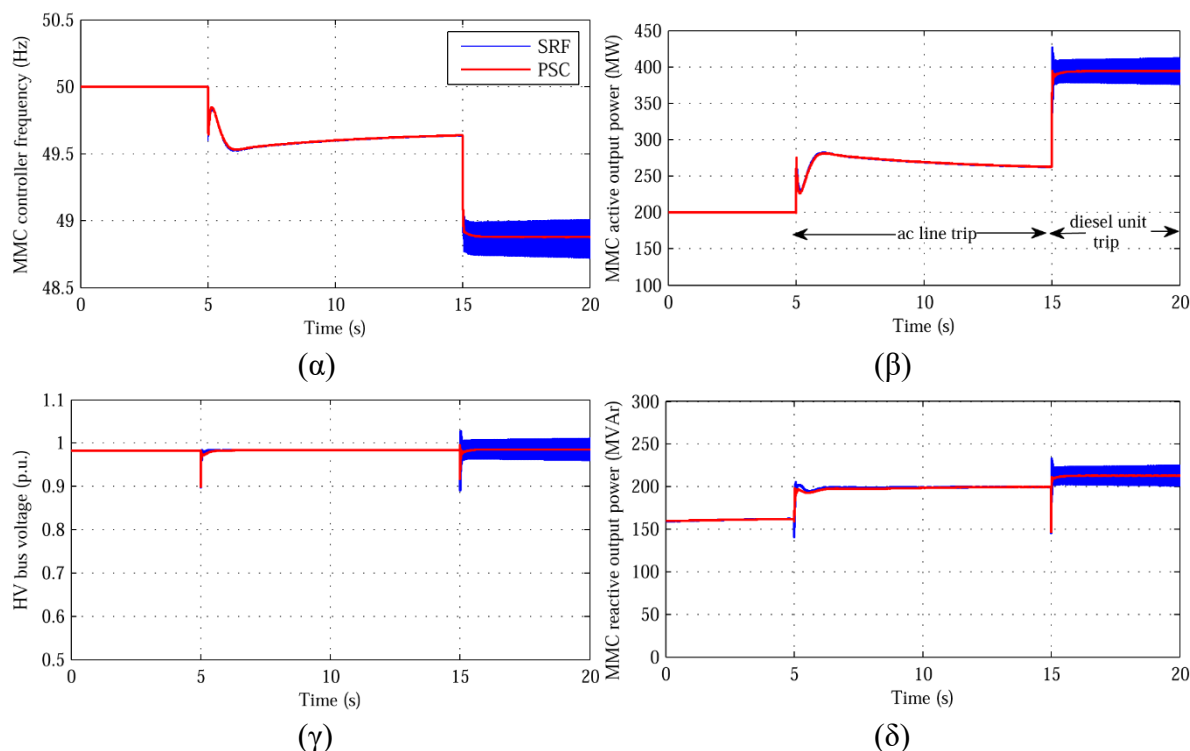 MMC controller frequency (Hz)
50.5
50
49.5
49
48.5
0
5
10
15
20
Time (s)
SRF
PSC
(α)
MMC active output power (MW)
450
400
350
300
250
200
150
100
0
5
10
15
20
Time (s)
ac line trip
diesel unit
trip
(β)
HV bus voltage (p.u.)
1.1
1
0.9
0.8
0.7
0.6
0.5
0
5
10
15
20
Time (s)
(γ)
MMC reactive output power (MVAr)
300
250
200
150
100
50
0
0
5
10
15
20
Time (s)
(δ)